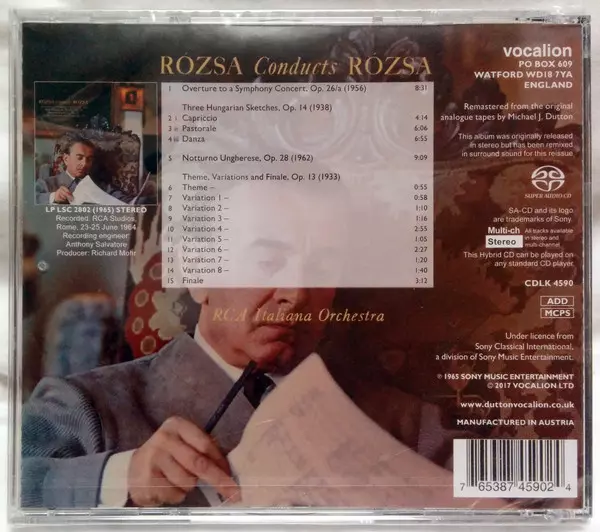 RÓZSA Conducts RÓZSA
1 Overture to a Symphony Concert, Op. 26/a (1956) 8:31
Three Hungarian Sketches, Op. 14 (1938)
2 i Capriccio 4:14
3 ii Pastorale 6:06
4 iii Danza 6:55
5 Notturno Ungherese, Op. 28 (1962) 9:09
Theme, Variations and Finale, Op. 13 (1933)
6 Theme – 0:55
7 Variation 1 – 0:58
8 Variation 2 – 1:10
9 Variation 3 – 1:16
10 Variation 4 – 2:55
11 Variation 5 – 1:05
12 Variation 6 – 2:27
13 Variation 7 – 1:20
14 Variation 8 – 1:40
15 Finale 3:12
LP LSC 2802 (1965) STEREO
Recorded: RCA Studios,
Rome, 23-25 June 1964
Recording engineer:
Anthony Salvatore
Producer: Richard Mohr
RCA Italiana Orchestra
vocalion
PO BOX 609
WATFORD WD18 7YA
ENGLAND
Remastered from the original
analogue tapes by Michael J. Dutton
This album was originally released
in stereo but has been remixed
in surround sound for this reissue.
SUPER AUDIO CD
SA-CD and its logo
are trademarks of Sony.
Multi-ch
Stereo
All tracks available
in stereo and
multi-channel.
This Hybrid CD can be played on
any standard CD player.
CDLK 4590
ADD
MCPS
Under licence from
Sony Classical International,
a division of Sony Music Entertainment.
℗ 1965 SONY MUSIC ENTERTAINMENT
© 2017 VOCALION LTD
www.duttonvocalion.co.uk
MANUFACTURED IN AUSTRIA
7 65387 45902 4